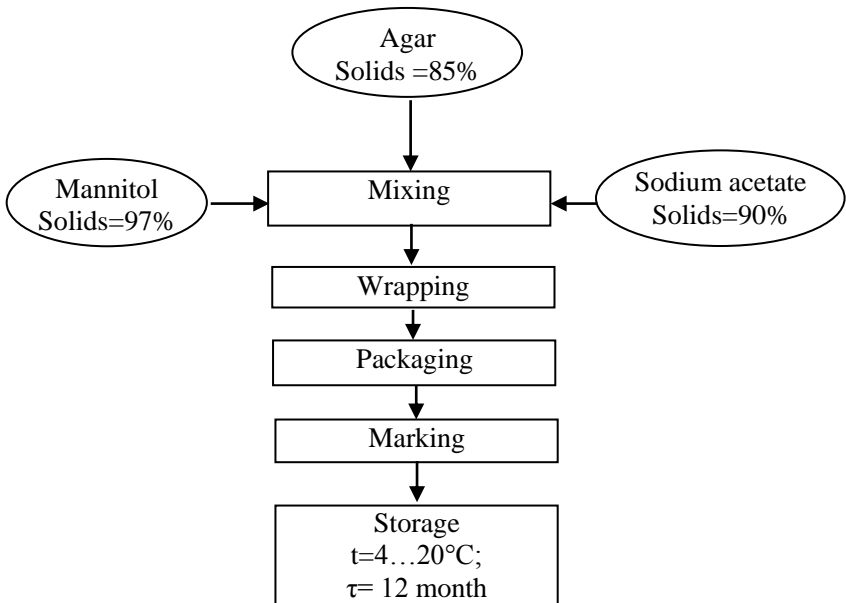 Agar
Solids =85%
Mannitol
Solids=97%
Mixing
Sodium acetate
Solids=90%
Wrapping
Packaging
Marking
Storage
t=4…20°C;
τ= 12 month